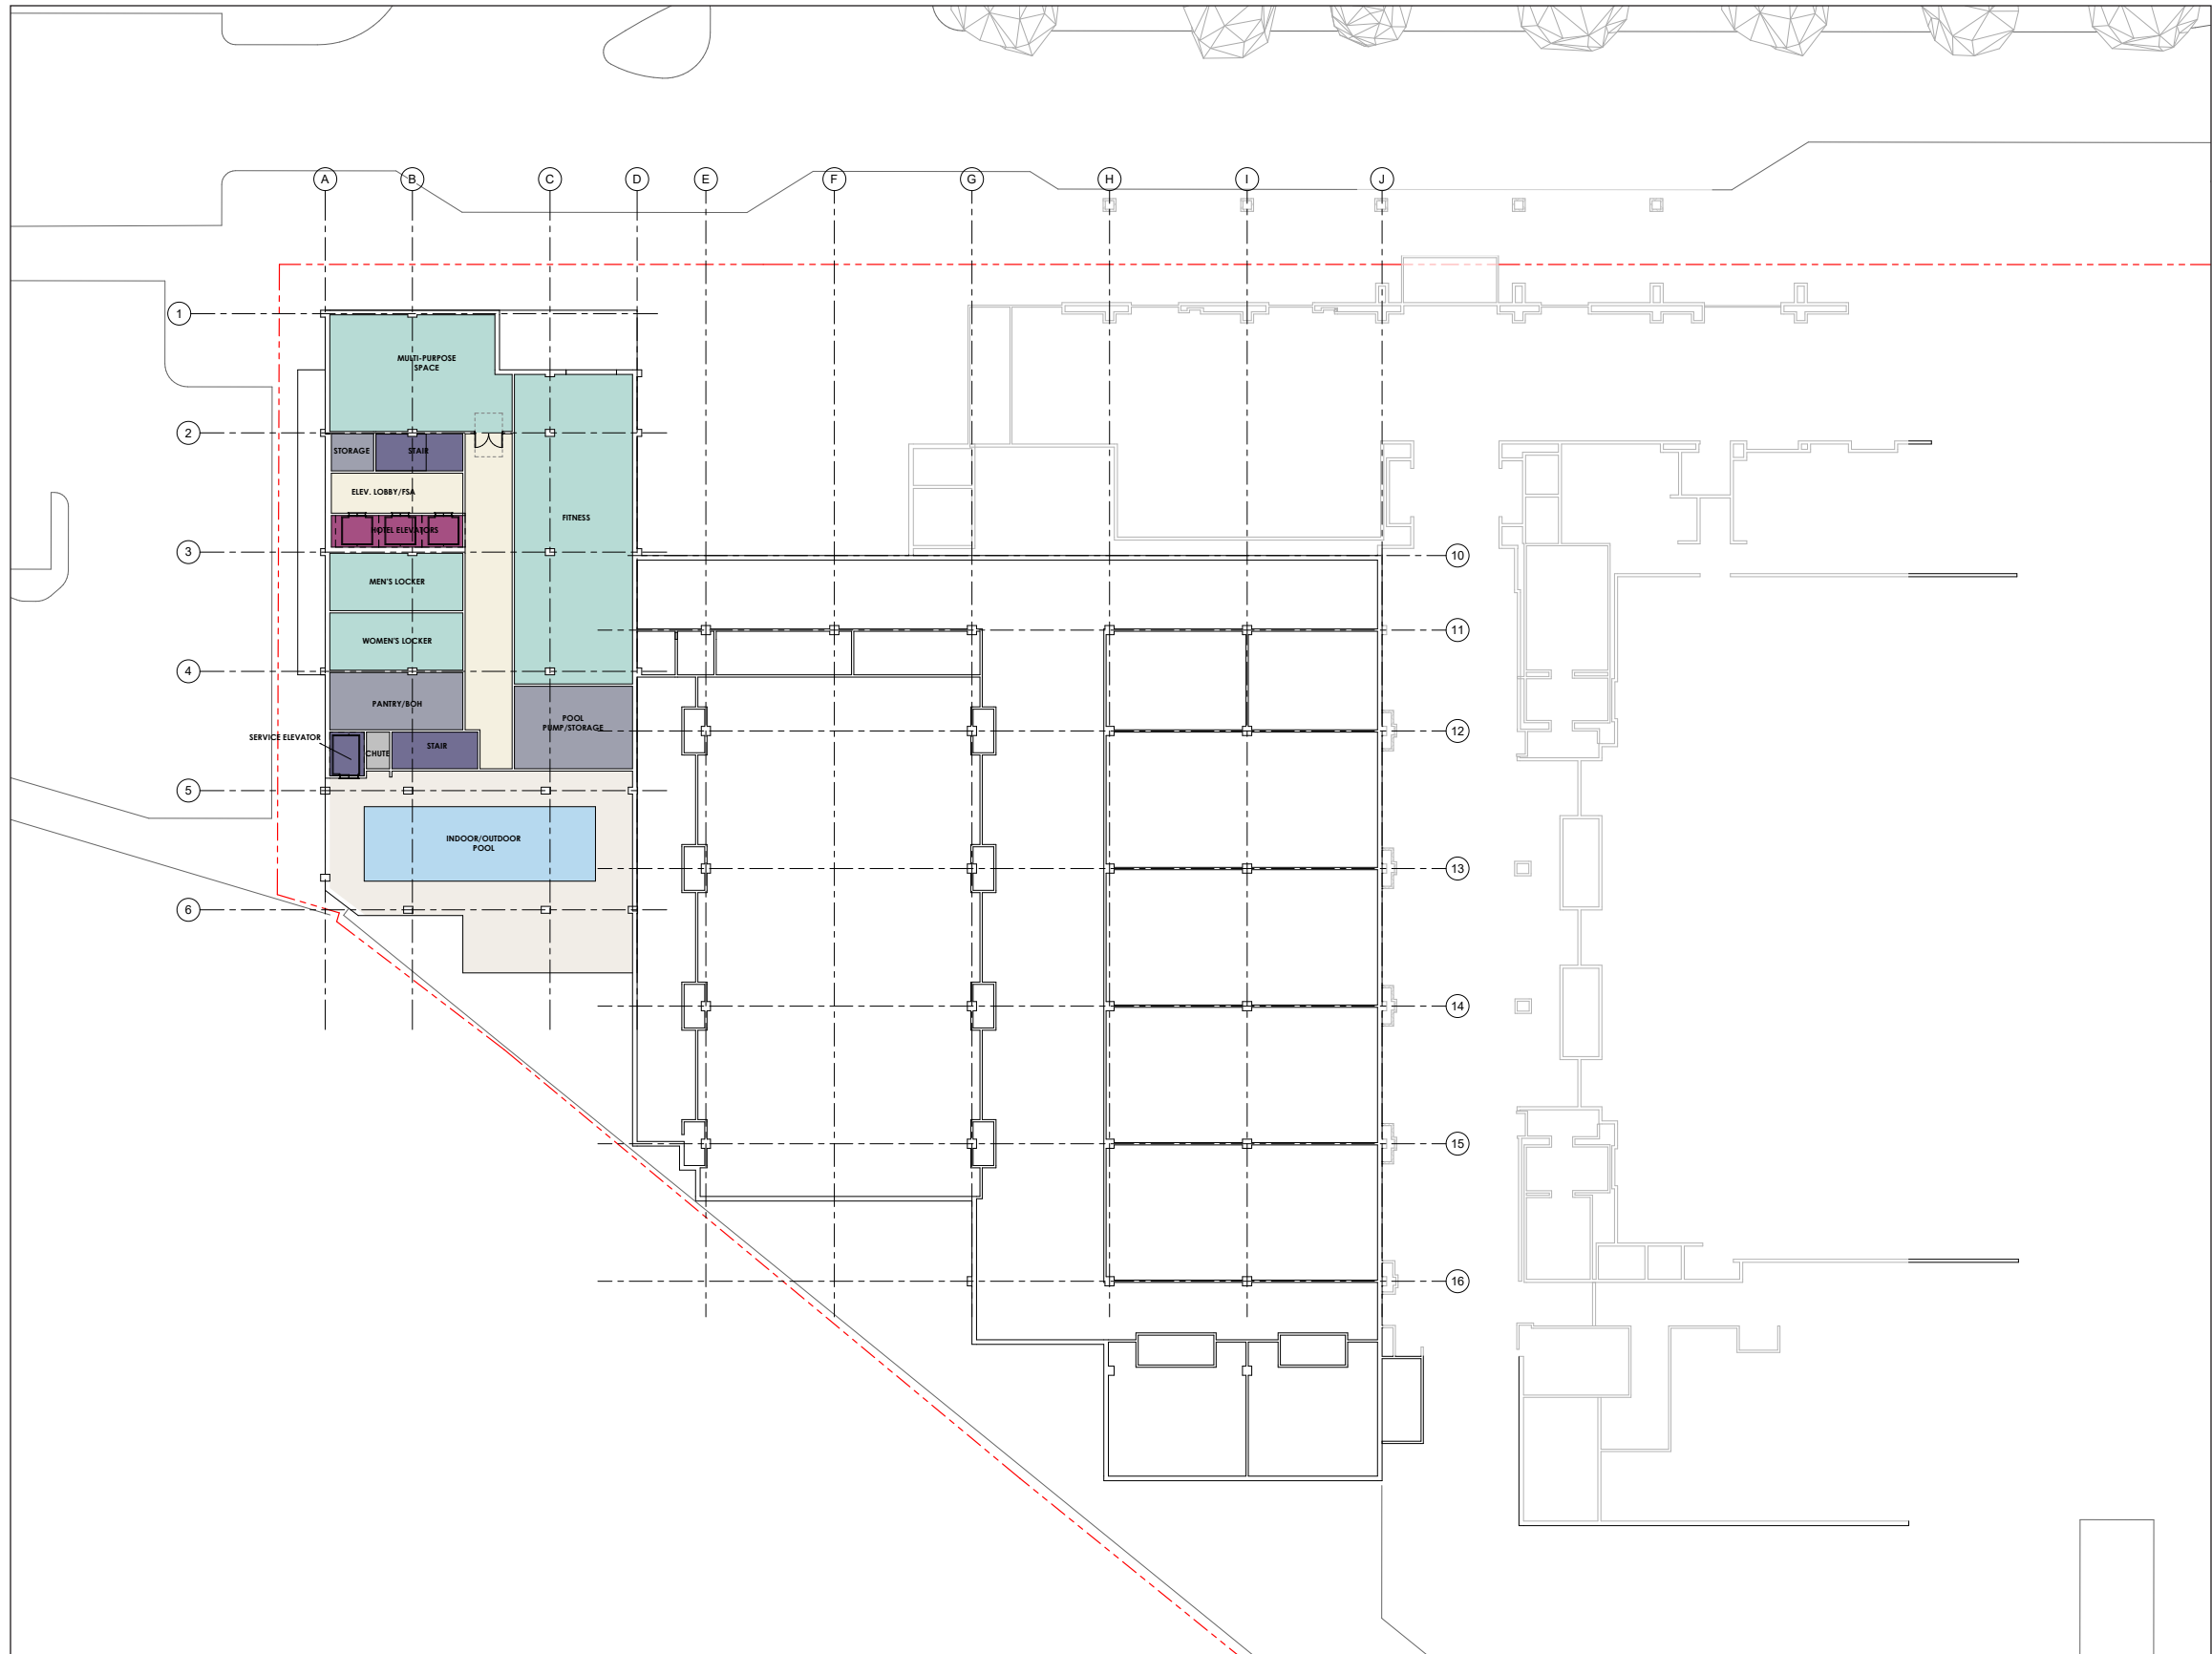 A
B
C
D
E
F
G
H
I
J
1
MULTI-PURPOSE
SPACE
2
STORAGE
STAIR
ELEV. LOBBY/FSA
FITNESS
HOTEL ELEVATORS
3
10
MEN'S LOCKER
11
WOMEN'S LOCKER
4
PANTRY/BOH
POOL
PUMP/STORAGE
12
SERVICE ELEVATOR
CHUTE
STAIR
5
INDOOR/OUTDOOR
POOL
13
6
14
15
16